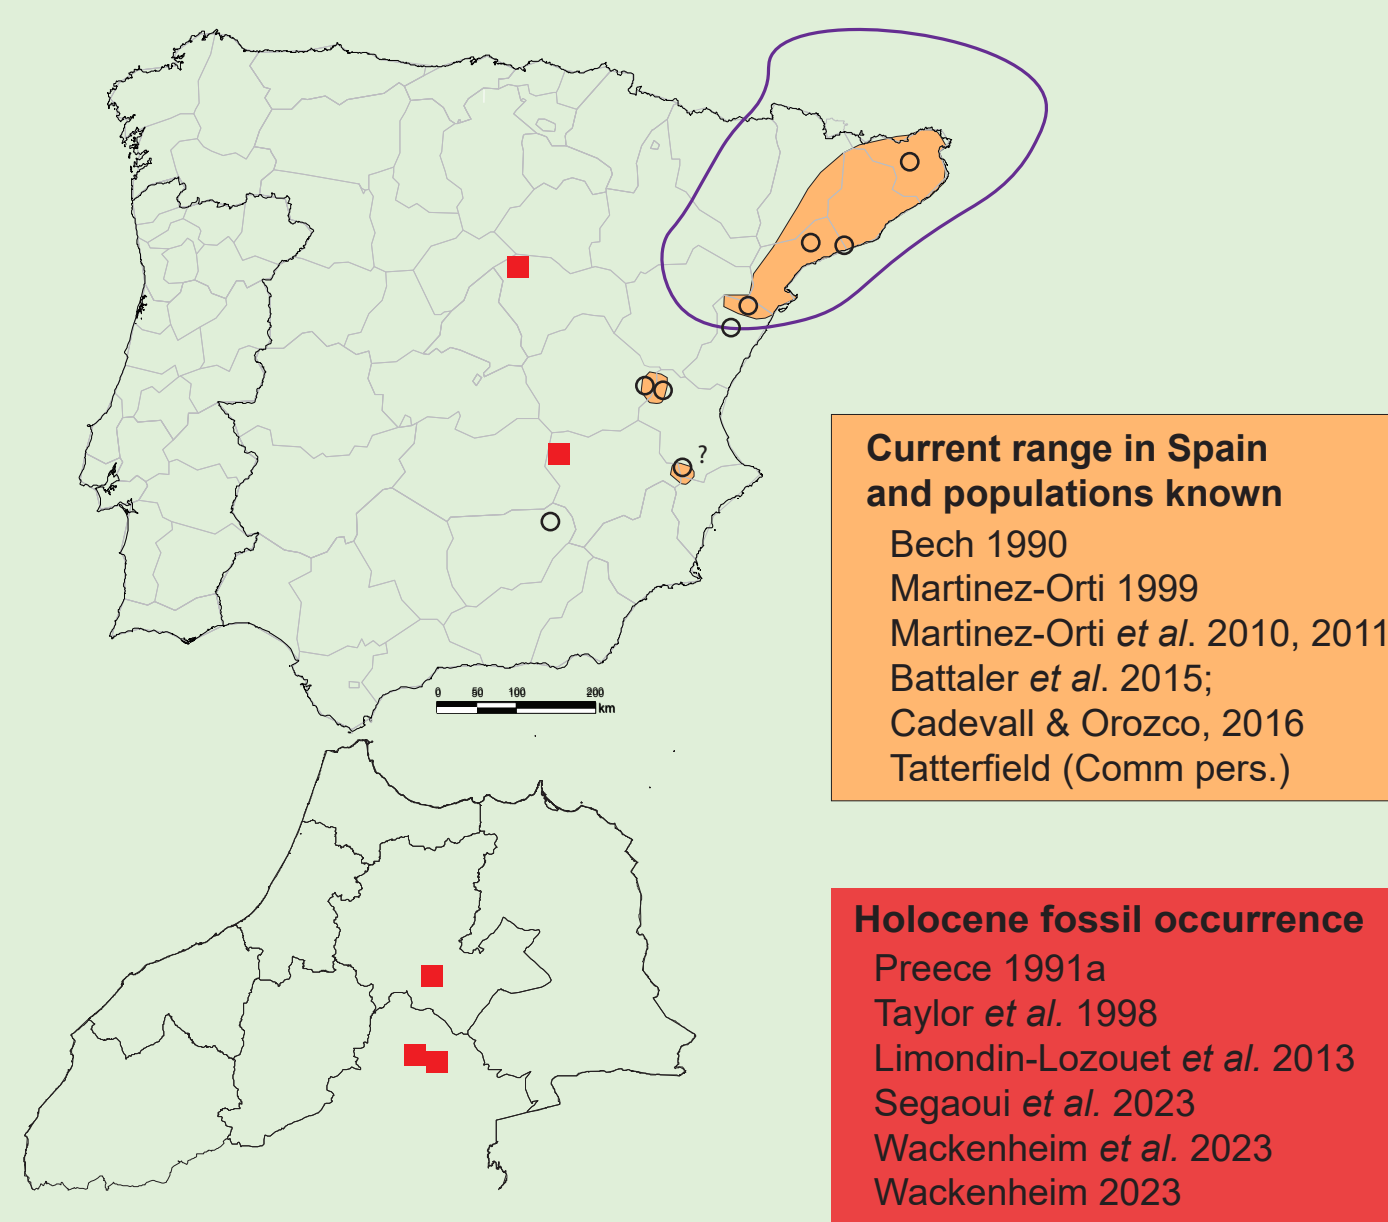 ?
0 50 100 200
km
Current range in Spain
and populations known
Bech 1990
Martinez-Orti 1999
Martinez-Orti et al. 2010, 2011
Battaler et al. 2015;
Cadevall & Orozco, 2016
Tatterfield (Comm pers.)
Holocene fossil occurrence
Preece 1991a
Taylor et al. 1998
Limondin-Lozouet et al. 2013
Segaoui et al. 2023
Wackenheim et al. 2023
Wackenheim 2023